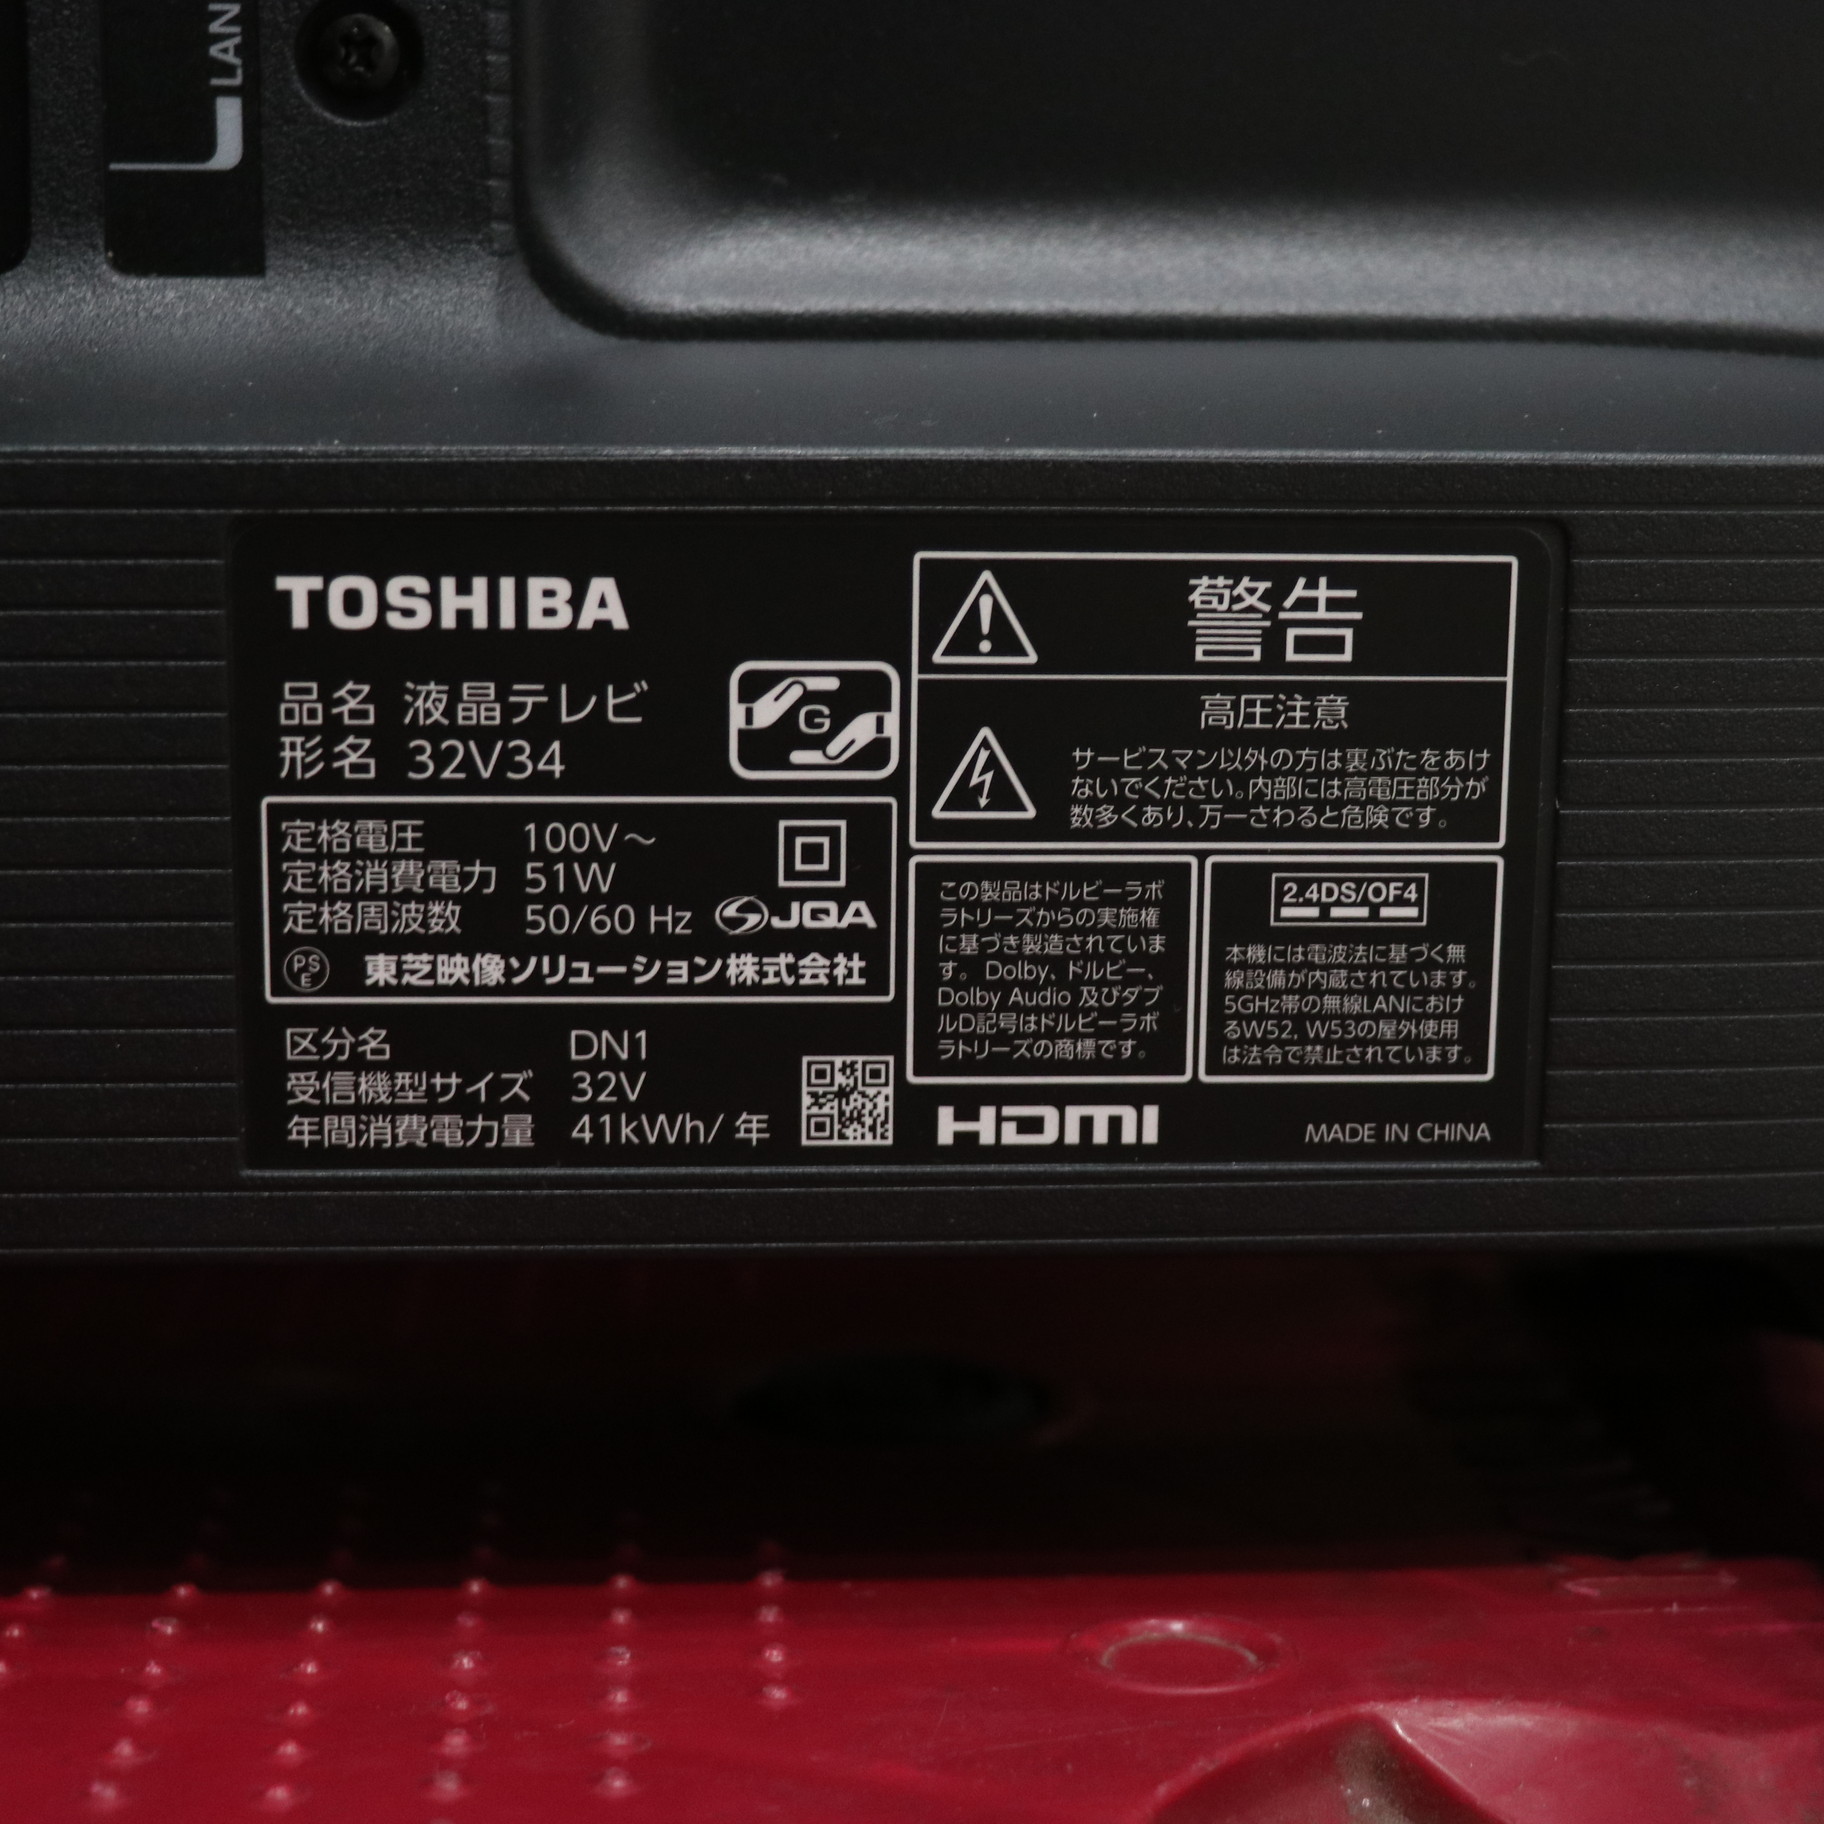 LAN
TOSHIBA
品名 液晶テレビ
形名 32V34
G
定格電圧 100V～
定格消費電力 51W
定格周波数 50/60 Hz
JQA
PSE 東芝映像ソリューション株式会社
区分名 DN1
受信機型サイズ 32V
年間消費電力量 41kWh/年
警告
高圧注意
サービスマン以外の方は裏ぶたをあけ
ないでください。内部には高電圧部分が
数多くあり、万一さわると危険です。
この製品はドルビーラボ
ラトリーズからの実施権
に基づき製造されていま
す。Dolby、ドルビー、
Dolby Audio 及びダブ
ルD記号はドルビーラボ
ラトリーズの商標です。
2.4DS/OF4
本機には電波法に基づく無
線設備が内蔵されています。
5GHz帯の無線LANにおけ
るW52, W53の屋外使用
は法令で禁止されています。
HDMI
MADE IN CHINA